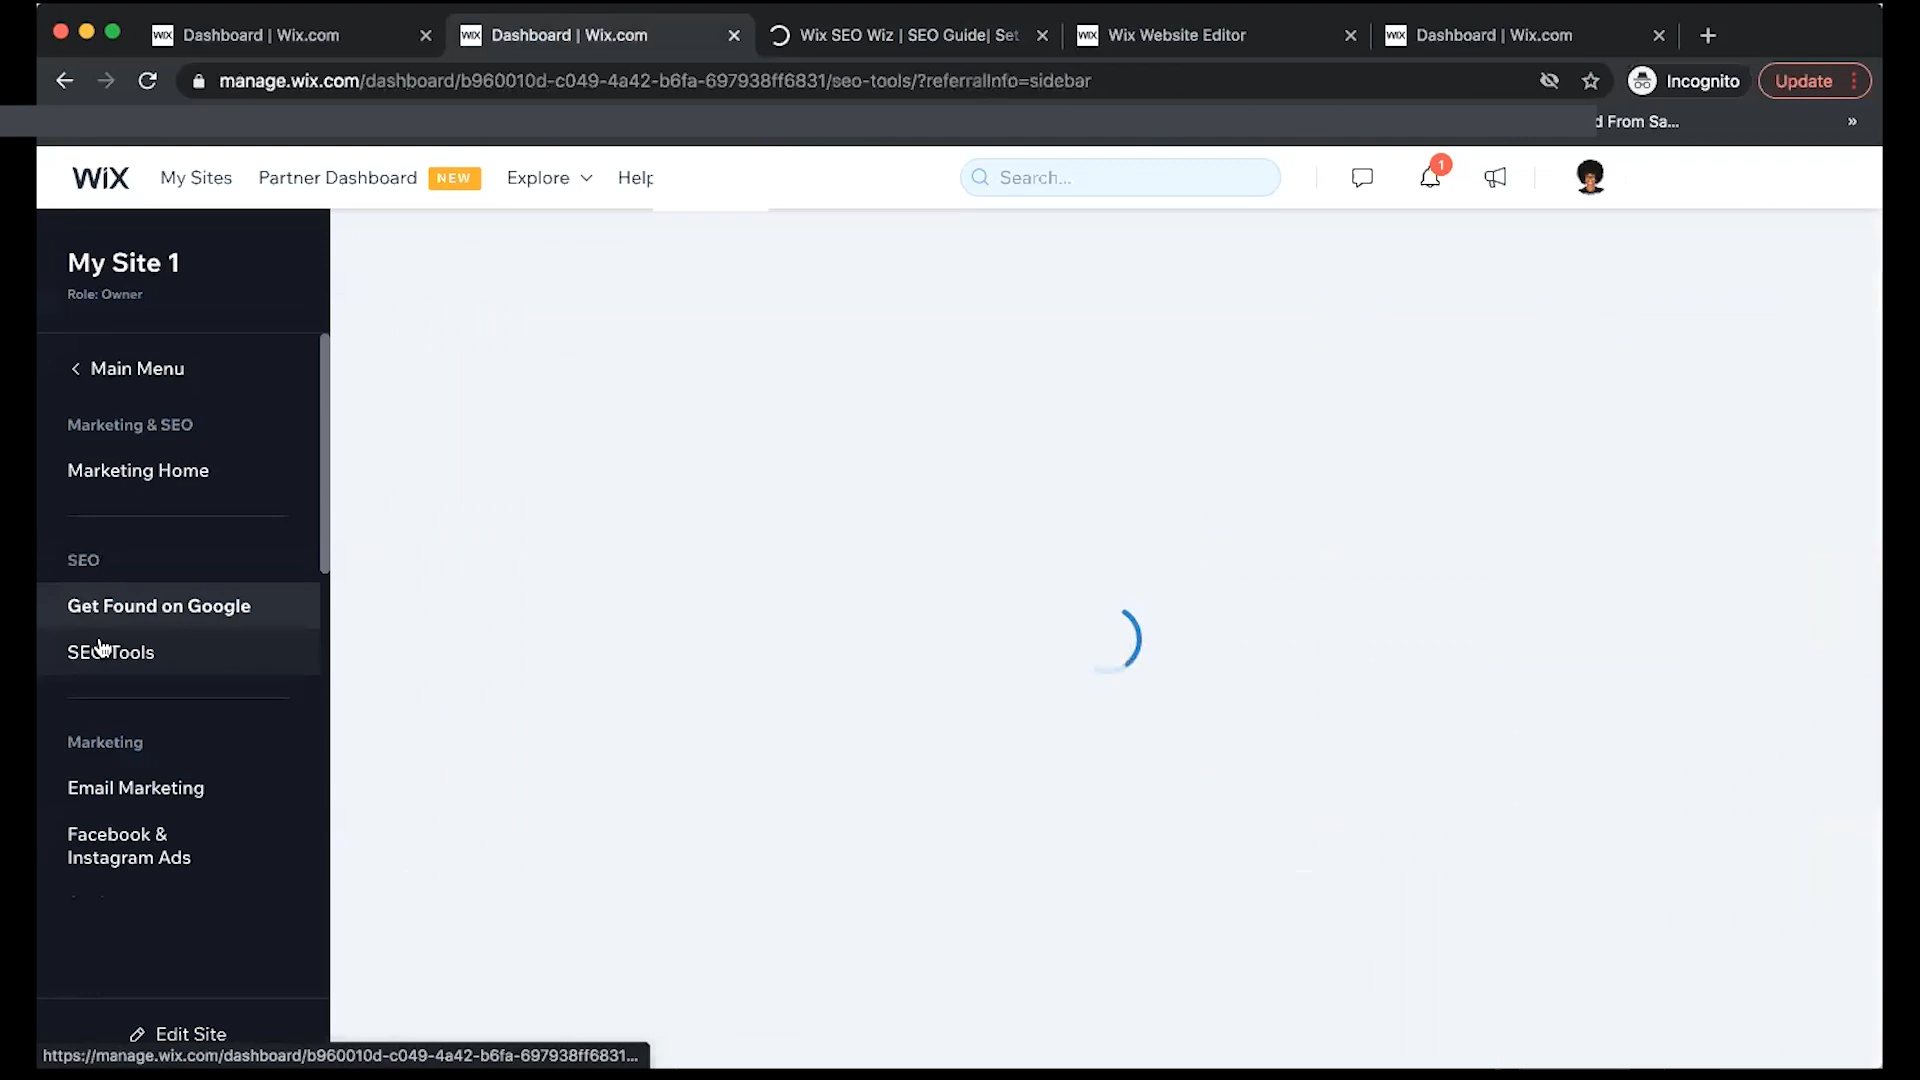 WiX Dashboard | Wix.com
WiX Dashboard | Wix.com
Wix SEO Wiz | SEO Guide| Set
WiX Wix Website Editor
WiX Dashboard | Wix.com
manage.wix.com/dashboard/b960010d-c049-4a42-b6fa-697938ff6831/seo-tools/?referralInfo=sidebar
Incognito
Update
d From Sa...
»
WiX
My Sites
Partner Dashboard
NEW
Explore
Help
Search...
1
My Site 1
Role: Owner
Main Menu
Marketing & SEO
Marketing Home
SEO
Get Found on Google
SEO Tools
Marketing
Email Marketing
Facebook &
Instagram Ads
Edit Site
https://manage.wix.com/dashboard/b960010d-c049-4a42-b6fa-697938ff6831...